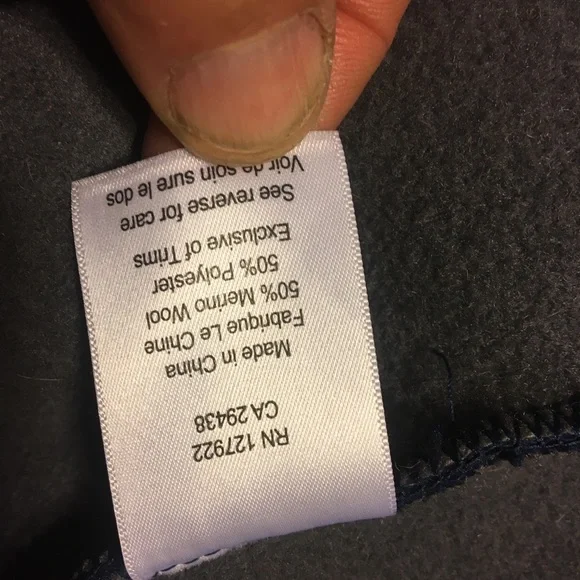 RN 127922
CA 29438
Made in China
Fabrique Le Chine
50% Merino Wool
50% Polyester
Exclusive of Trims
See reverse for care
Voir de soin sure le dos